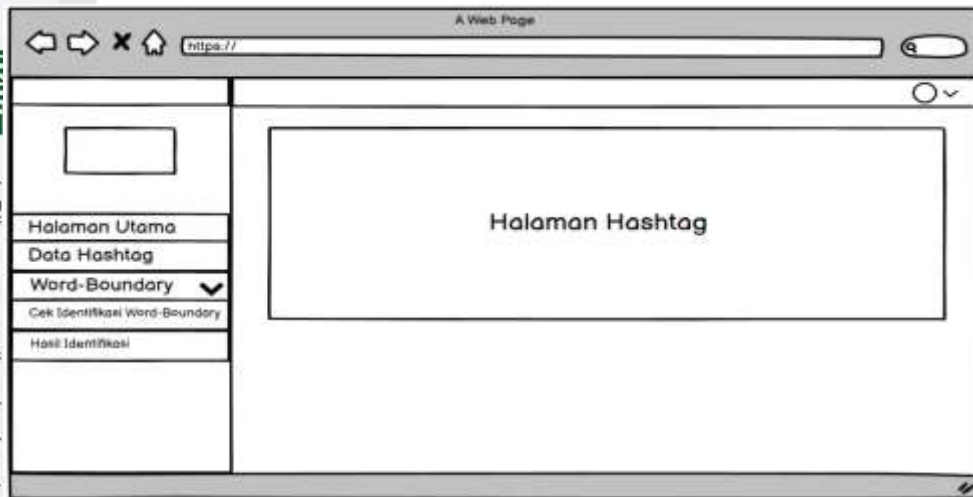 A Web Page
https://
Halaman Utama
Data Hashtag
Word-Boundary
Cek Identifikasi Word-Boundary
Hasil Identifikasi
Halaman Hashtag